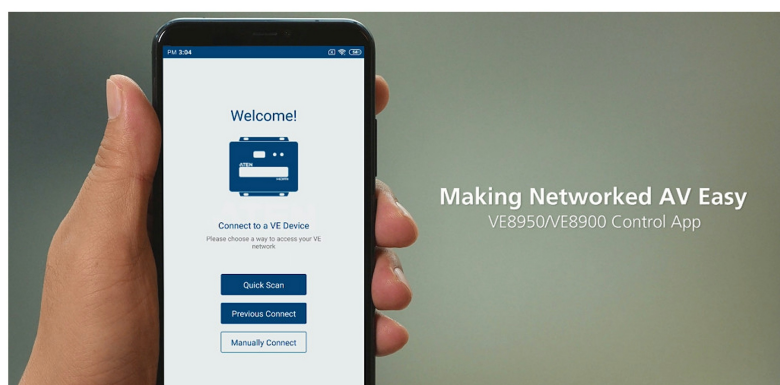 PM 3:04
Welcome!
ATEN
HDMI
Connect to a VE Device
Please choose a way to access your VE
network
Quick Scan
Previous Connect
Manually Connect
Making Networked AV Easy
VE8950/VE8900 Control App